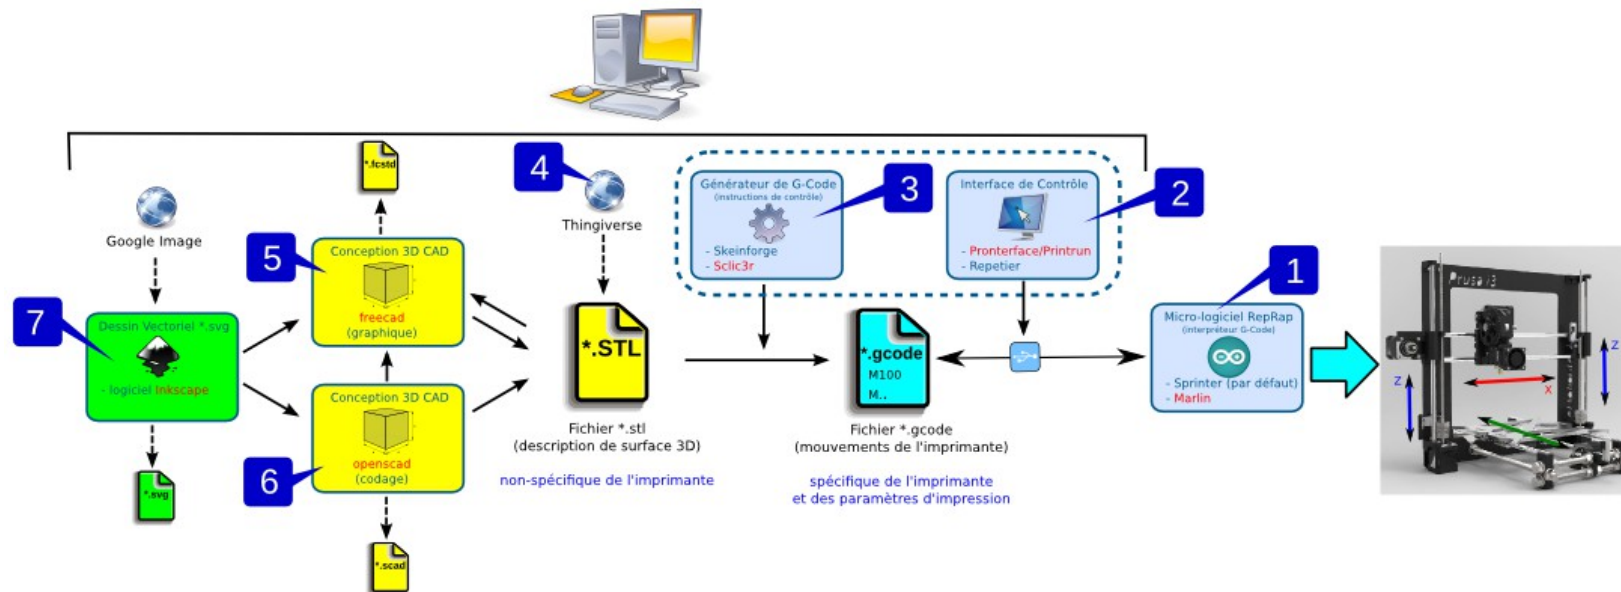 *.fcstd
4
Générateur de G-Code
(instructions de contrôle)
3
- Skeinforge
- Sclic3r
Interface de Contrôle
2
- Pronterface/Printrun
- Repetier
Google Image
Thingiverse
5
Conception 3D CAD
freecad
(graphique)
7
Dessin Vectoriel *.svg
- logiciel Inkscape
*.svg
6
Conception 3D CAD
openscad
(codage)
*.scad
*.STL
Fichier *.stl
(description de surface 3D)
non-spécifique de l'imprimante
*.gcode
M100
M..
Fichier *.gcode
(mouvements de l'imprimante)
spécifique de l'imprimante
et des paramètres d'impression
1
Micro-logiciel RepRap
(interpréteur G-Code)
- Sprinter (par défaut)
- Marlin
Prusa i3
Z
X
Z